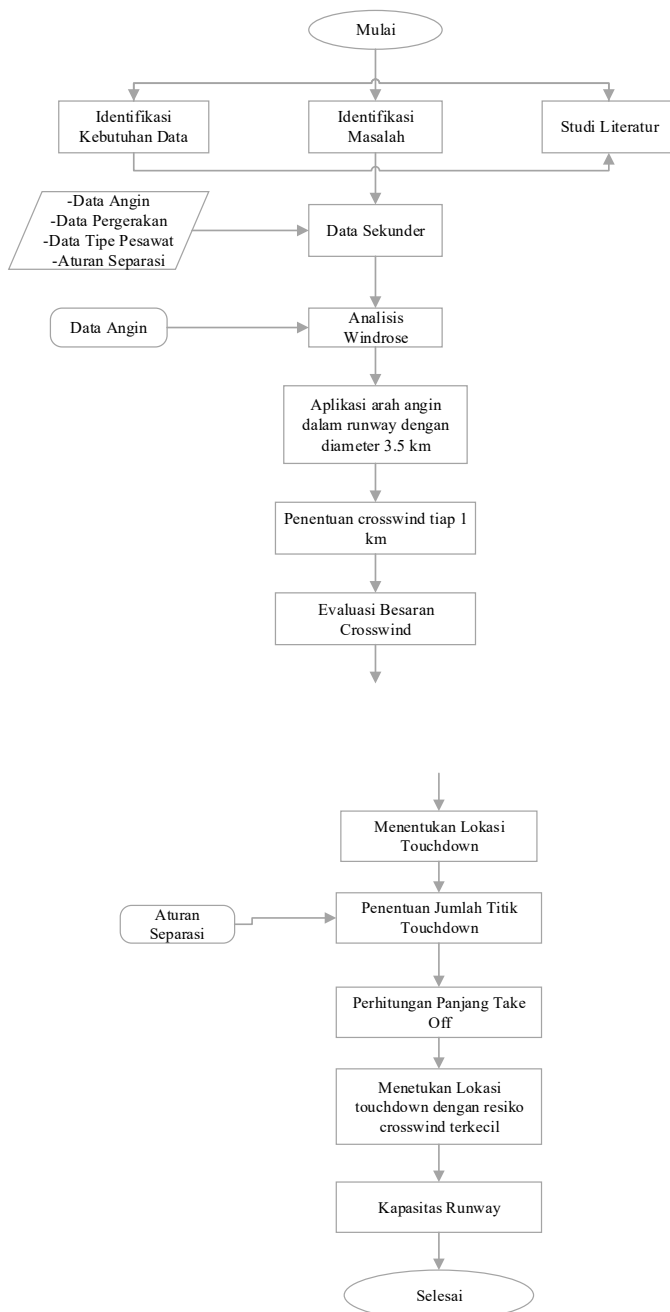 Mulai
Identifikasi
Kebutuhan Data
Identifikasi
Masalah
Studi Literatur
-Data Angin
-Data Pergerakan
-Data Tipe Pesawat
-Aturan Separasi
Data Sekunder
Data Angin
Analisis
Windrose
Aplikasi arah angin
dalam runway dengan
diameter 3.5 km
Penentuan crosswind tiap 1
km
Evaluasi Besaran
Crosswind
Menentukan Lokasi
Touchdown
Aturan
Separasi
Penentuan Jumlah Titik
Touchdown
Perhitungan Panjang Take
Off
Menetukan Lokasi
touchdown dengan resiko
crosswind terkecil
Kapasitas Runway
Selesai